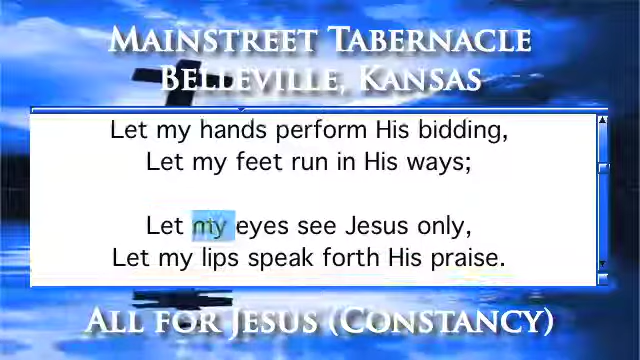 Mainstreet Tabernacle
Belleville, Kansas
Let my hands perform His bidding,
Let my feet run in His ways;
Let my eyes see Jesus only,
Let my lips speak forth His praise.
All for Jesus (Constancy)